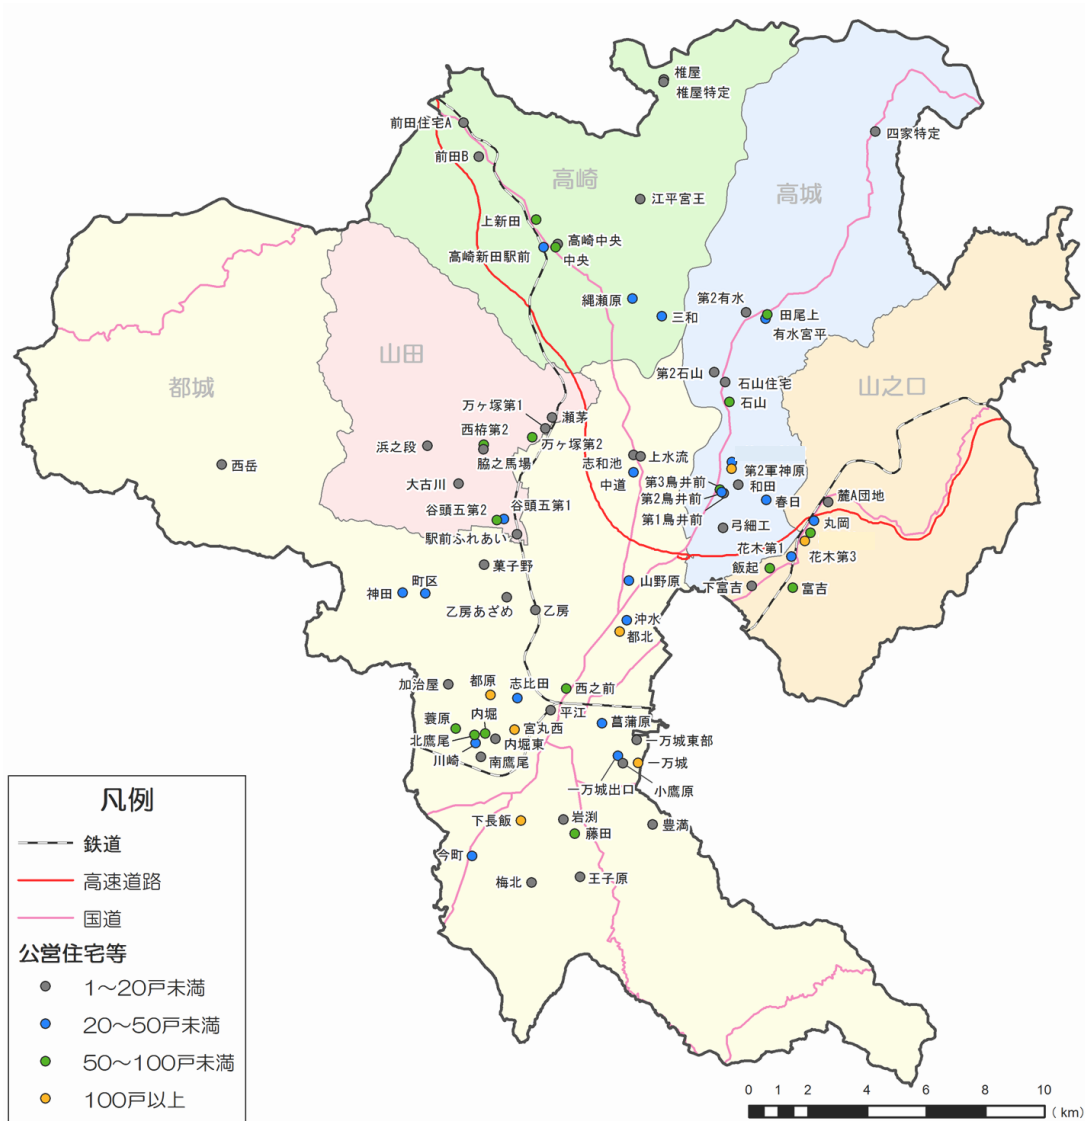 椎屋
椎屋特定
前田住宅A
四家特定
前田B
高崎
高城
江平宮王
上新田
高崎中央
高崎新田駅前
中央
縄瀬原
第2有水
三和
田尾上
有水宮平
山田
都城
第2石山
石山住宅
山之口
石山
万ヶ塚第1
瀬茅
西栫第2
万ヶ塚第2
浜之段
脇之馬場
志和池
上水流
西岳
第2軍神原
中道
大古川
第3鳥井前
和田
第2鳥井前
春日
麓A団地
谷頭五第2
谷頭五第1
第1鳥井前
弓細工
丸岡
駅前ふれあい
花木第1
花木第3
菓子野
飯起
神田
町区
山野原
下富吉
富吉
乙房あざめ
乙房
沖水
都北
加治屋
都原
志比田
西之前
平江
蓑原
内堀
宮丸西
菖蒲原
北鷹尾
内堀東
一万城東部
川崎
南鷹尾
一万城
一万城出口
小鷹原
下長飯
岩渕
藤田
豊満
今町
梅北
王子原
凡例
鉄道
高速道路
国道
公営住宅等
1～20戸未満
20～50戸未満
50～100戸未満
100戸以上
0 1 2 4 6 8 10
(km)